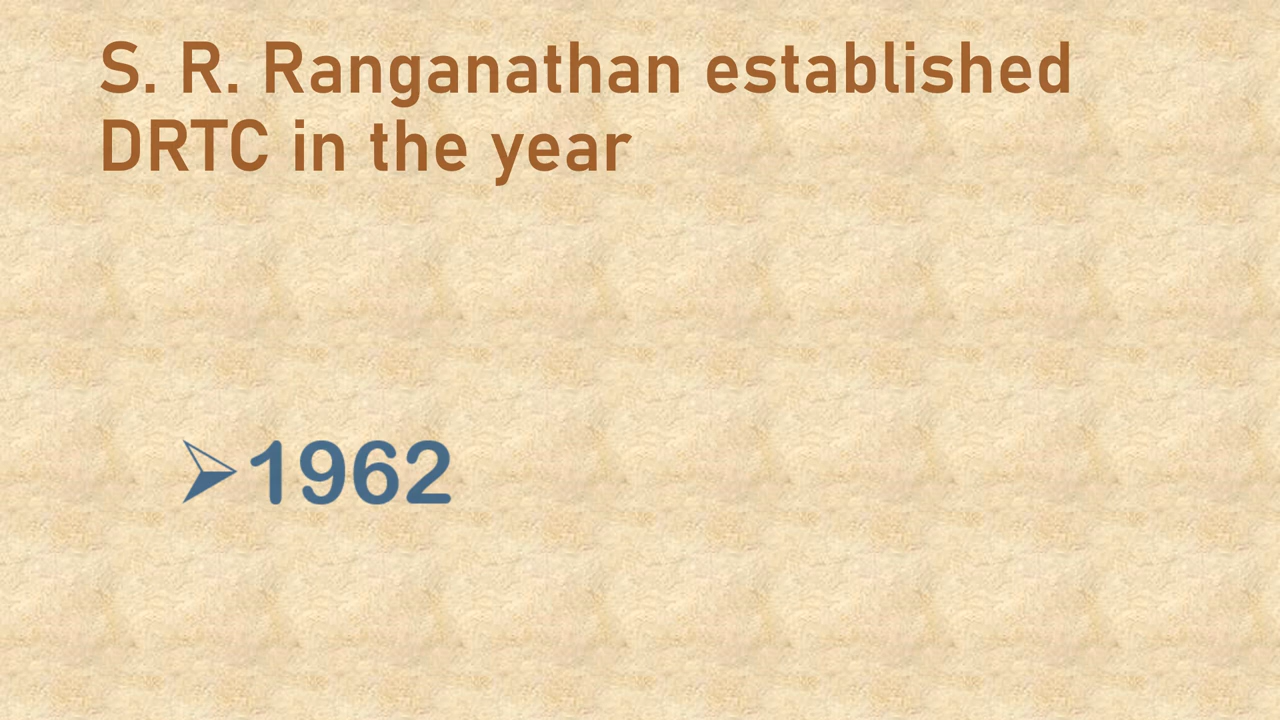 S. R. Ranganathan established
DRTC in the year
➢1962